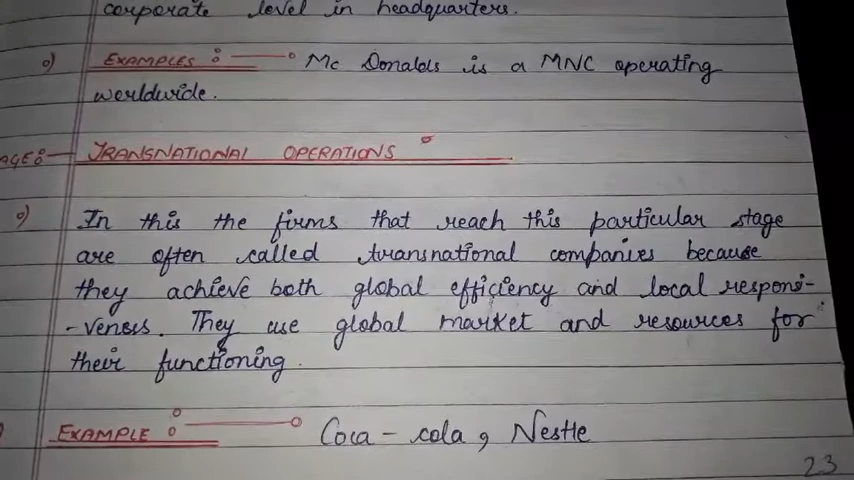 corporate level in headquarters.
o) EXAMPLES : Mc Donalds is a MNC operating
worldwide.
AGE: TRANSNATIONAL OPERATIONS
o) In this the firms that reach this particular stage
are often called transnational companies because
they achieve both global efficiency and local responsi-
-veness. They use global market and resources for
their functioning.
EXAMPLE : Coca - cola, Nestle
23